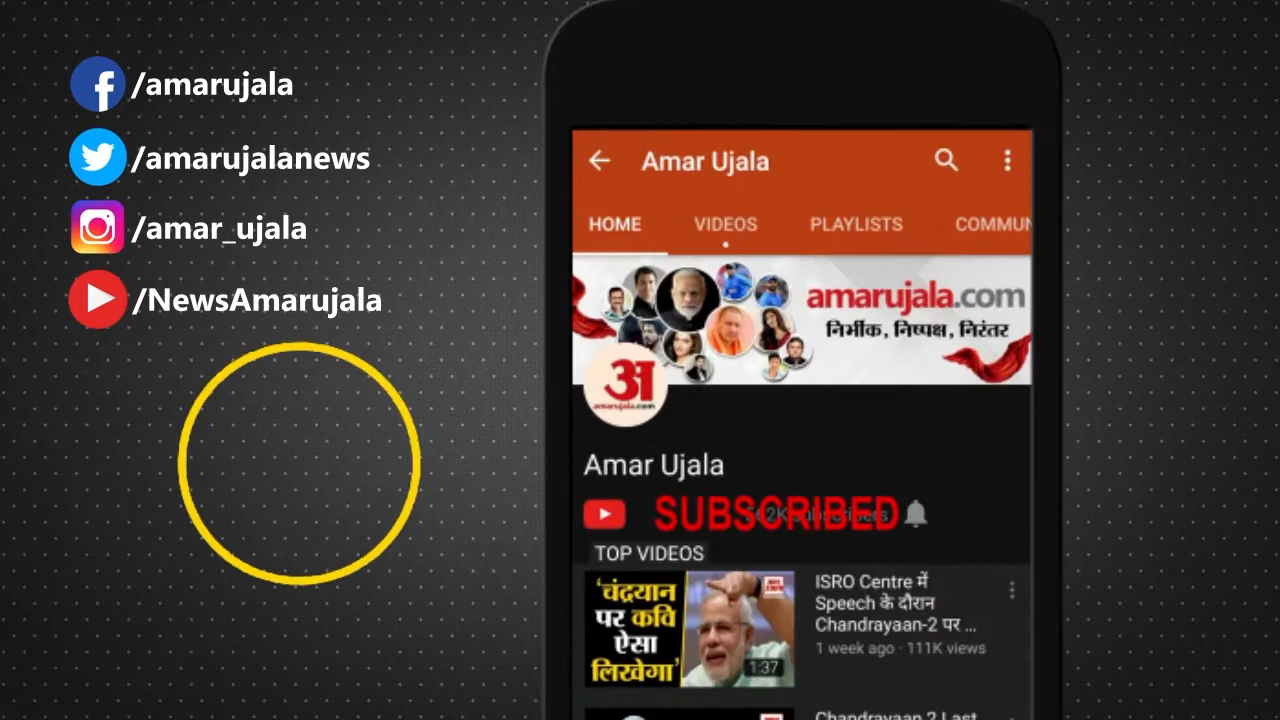 /amarujala
/amarujalanews
/amar_ujala
/NewsAmarujala
Amar Ujala
HOME VIDEOS PLAYLISTS COMMUN
amarujala.com
निर्भीक, निष्पक्ष, निरंतर
अ
amarujala.com
Amar Ujala
SUBSCRIBED
subscribers
TOP VIDEOS
‘चंद्रयान
पर कवि
ऐसा
लिखेगा’
1:37
ISRO Centre में
Speech के दौरान
Chandrayaan-2 पर ...
1 week ago · 111K views
Chandrayaan 2 Last